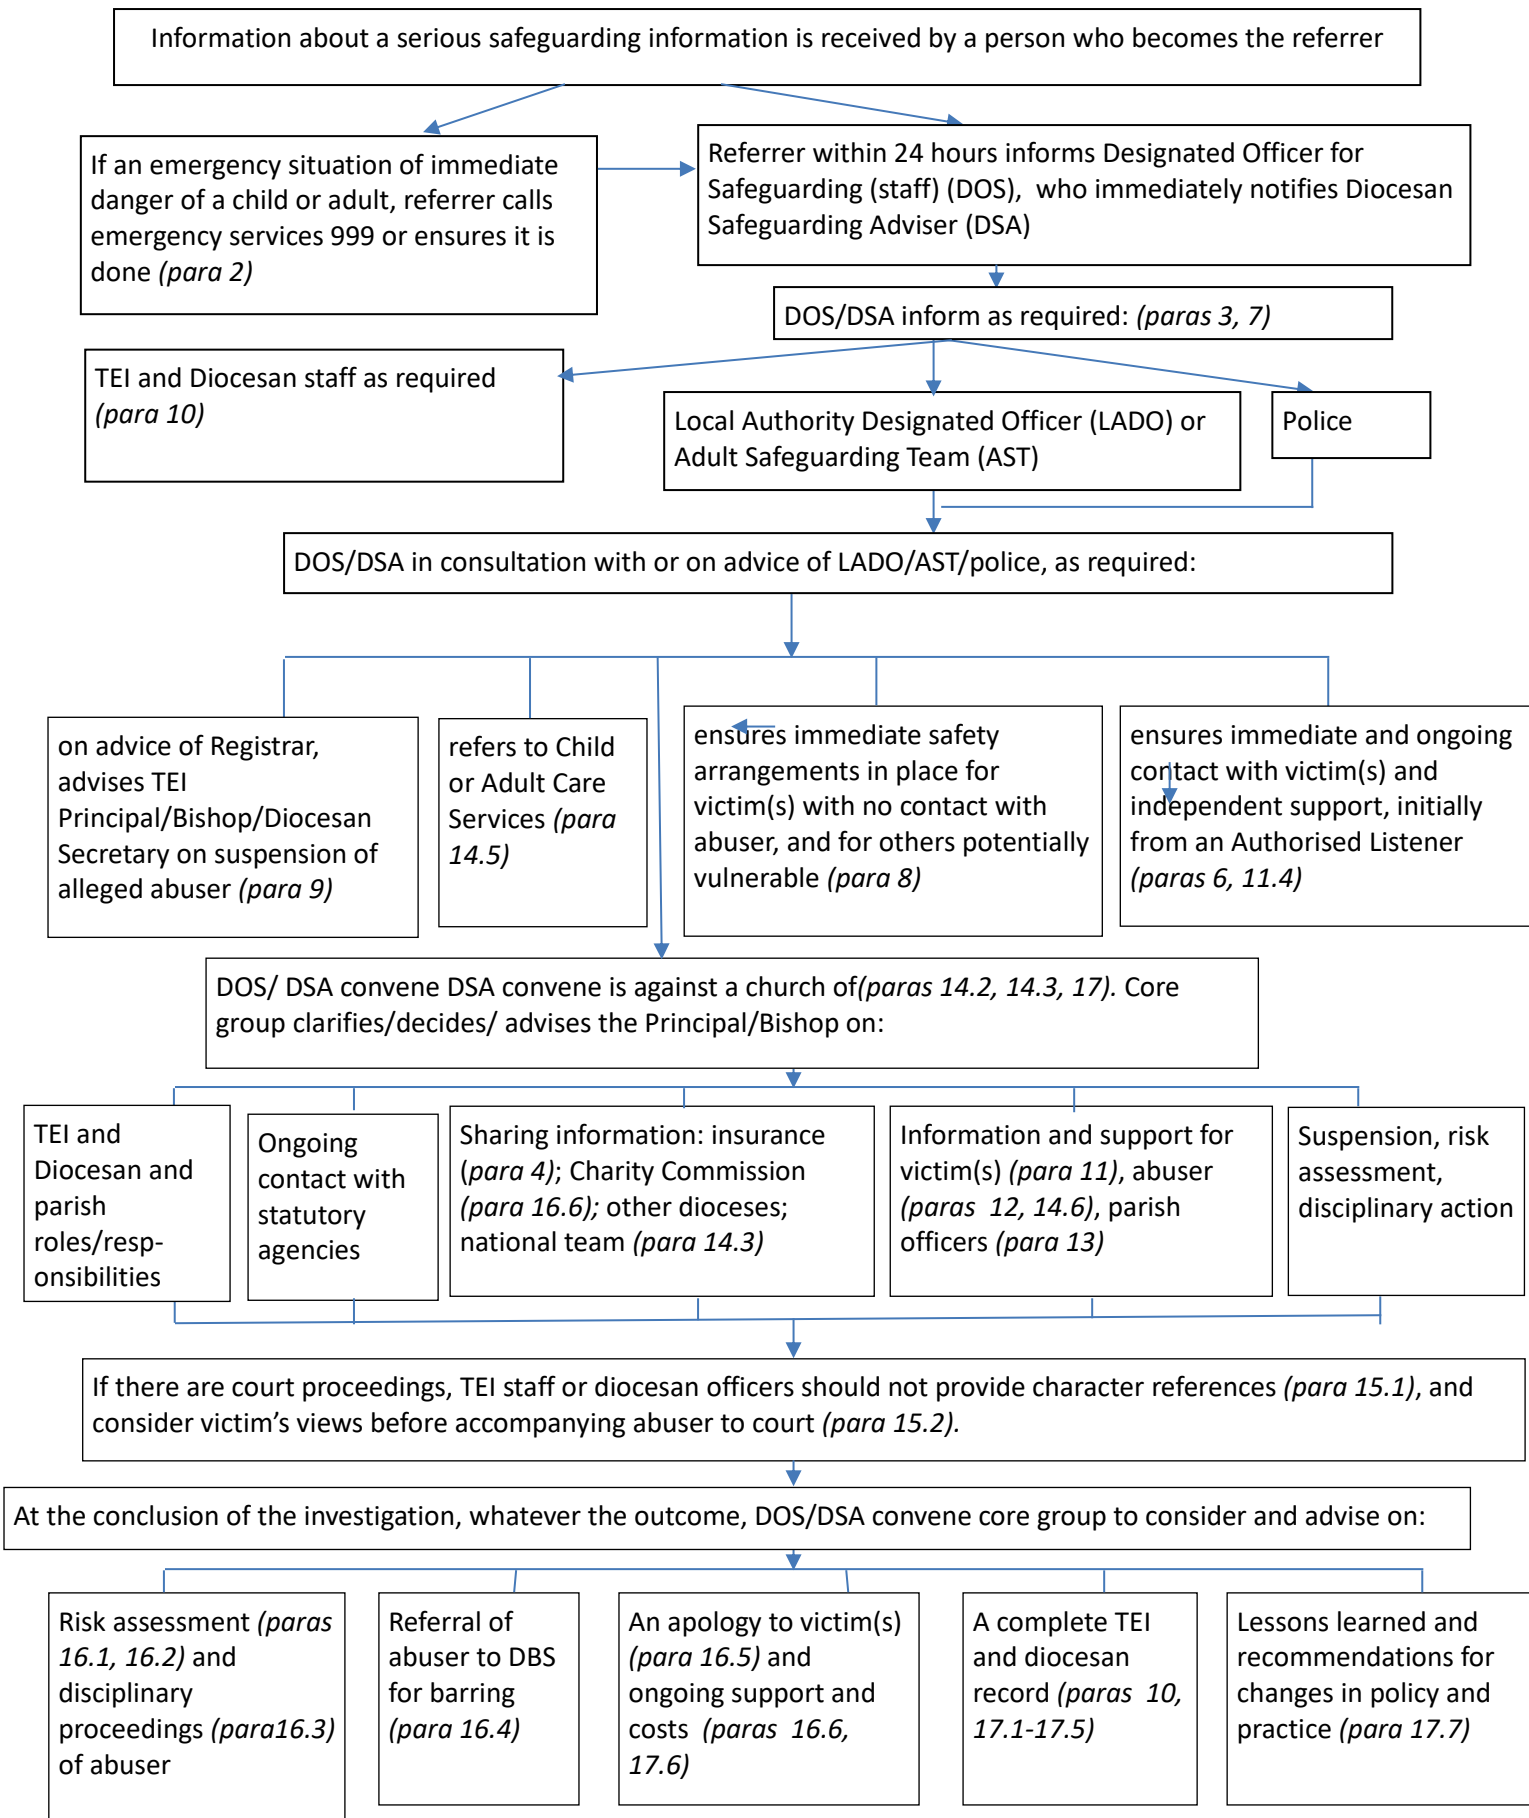 Information about a serious safeguarding information is received by a person who becomes the referrer
If an emergency situation of immediate
danger of a child or adult, referrer calls
emergency services 999 or ensures it is
done (para 2)
Referrer within 24 hours informs Designated Officer for
Safeguarding (staff) (DOS),  who immediately notifies Diocesan
Safeguarding Adviser (DSA)
DOS/DSA inform as required: (paras 3, 7)
TEI and Diocesan staff as required
(para 10)
Local Authority Designated Officer (LADO) or
Adult Safeguarding Team (AST)
Police
DOS/DSA in consultation with or on advice of LADO/AST/police, as required:
on advice of Registrar,
advises TEI
Principal/Bishop/Diocesan
Secretary on suspension of
alleged abuser (para 9)
refers to Child
or Adult Care
Services (para
14.5)
ensures immediate safety
arrangements in place for
victim(s) with no contact with
abuser, and for others potentially
vulnerable (para 8)
ensures immediate and ongoing
contact with victim(s) and
independent support, initially
from an Authorised Listener
(paras 6, 11.4)
DOS/ DSA convene DSA convene is against a church of(paras 14.2, 14.3, 17). Core
group clarifies/decides/ advises the Principal/Bishop on:
TEI and
Diocesan and
parish
roles/resp-
onsibilities
Ongoing
contact with
statutory
agencies
Sharing information: insurance
(para 4); Charity Commission
(para 16.6); other dioceses;
national team (para 14.3)
Information and support for
victim(s) (para 11), abuser
(paras  12, 14.6), parish
officers (para 13)
Suspension, risk
assessment,
disciplinary action
If there are court proceedings, TEI staff or diocesan officers should not provide character references (para 15.1), and
consider victim’s views before accompanying abuser to court (para 15.2).
At the conclusion of the investigation, whatever the outcome, DOS/DSA convene core group to consider and advise on:
Risk assessment (paras
16.1, 16.2) and
disciplinary
proceedings (para16.3)
of abuser
Referral of
abuser to DBS
for barring
(para 16.4)
An apology to victim(s)
(para 16.5) and
ongoing support and
costs  (paras  16.6,
17.6)
A complete TEI
and diocesan
record (paras  10,
17.1-17.5)
Lessons learned and
recommendations for
changes in policy and
practice (para 17.7)